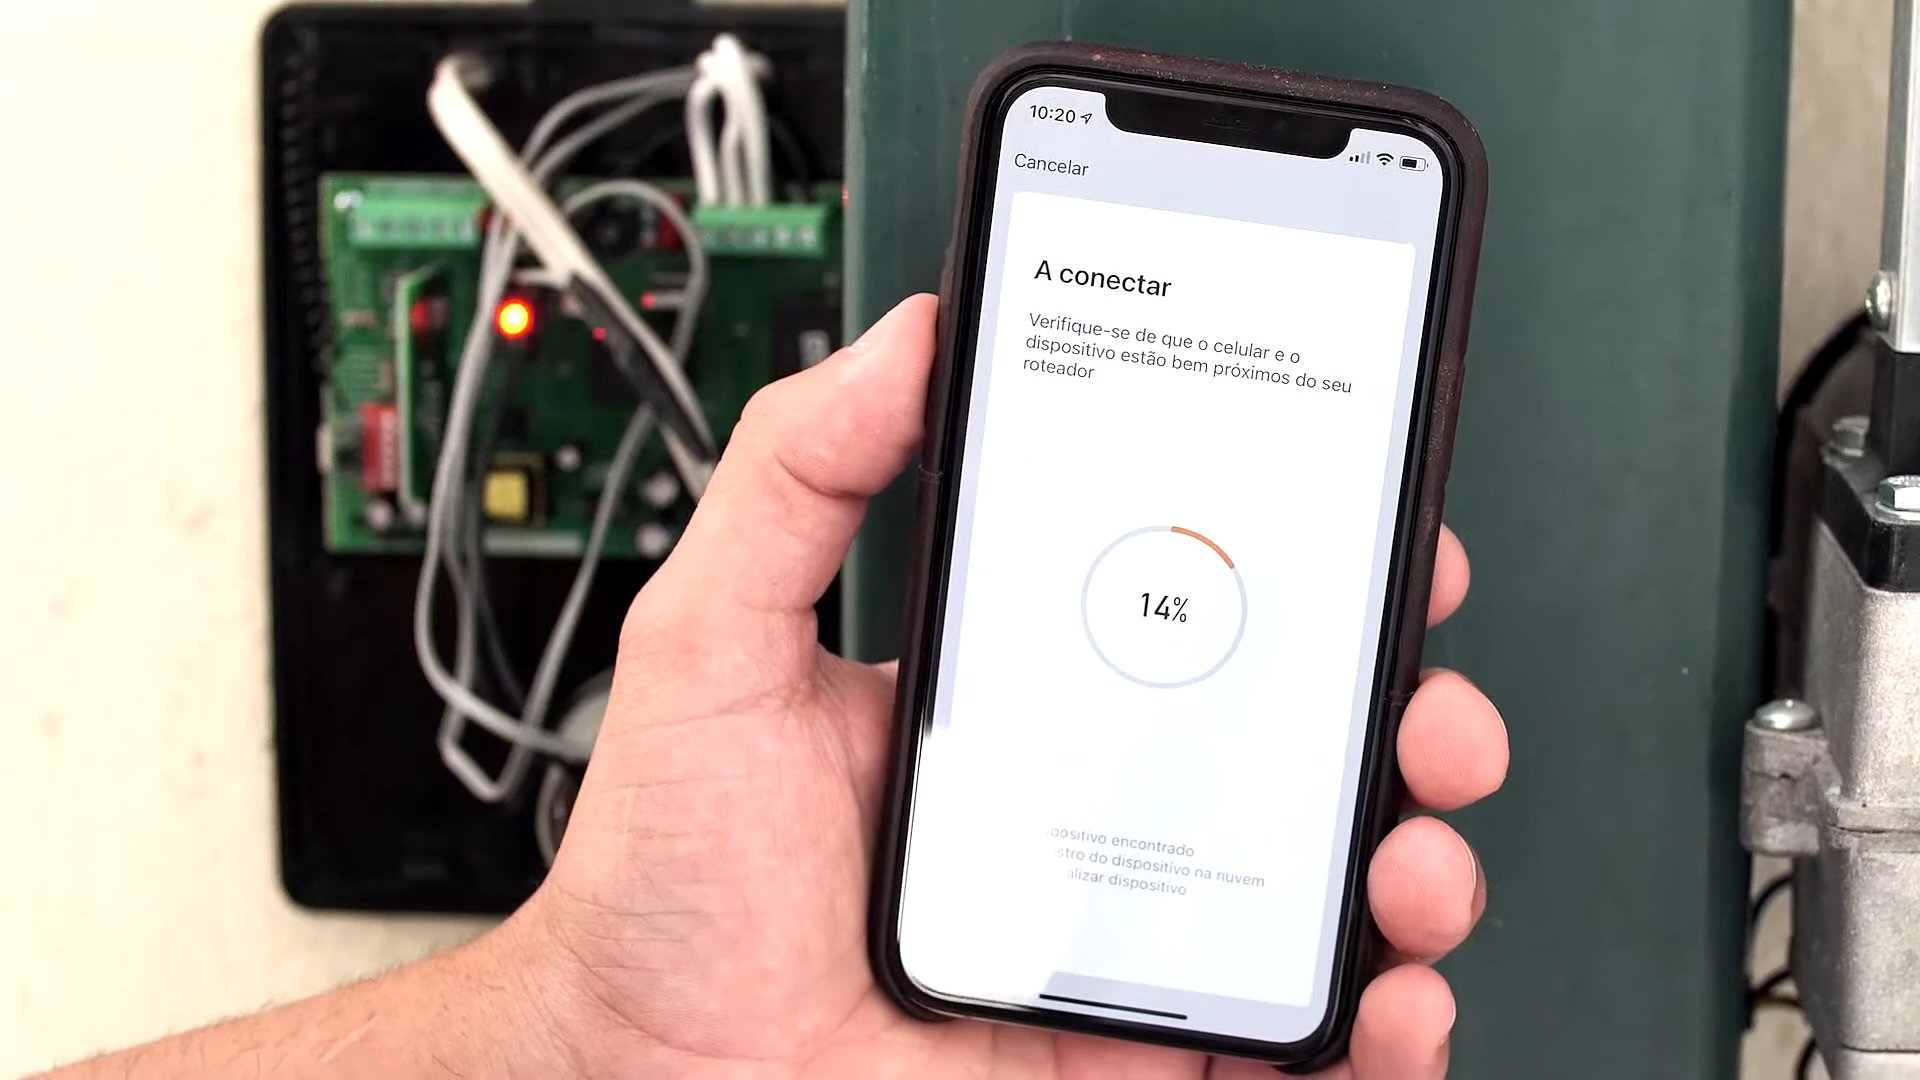 10:20
Cancelar
A conectar
Verifique-se de que o celular e o
dispositivo estão bem próximos do seu
roteador
14%
encontrado
do dispositivo na nuvem
dispositivo